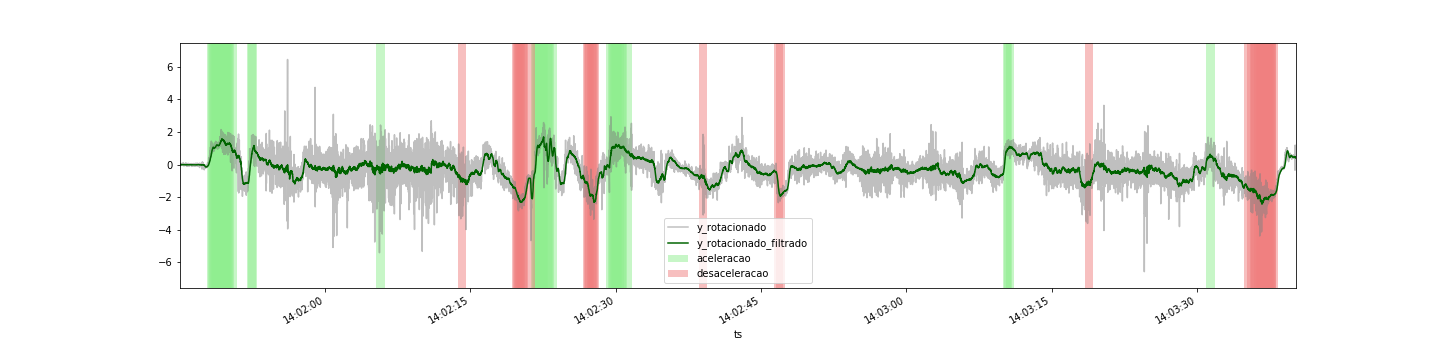 6
4
2
0
−2
−4
−6
y_rotacionado
y_rotacionado_filtrado
aceleracao
desaceleracao
14:02:00
14:02:15
14:02:30
14:02:45
14:03:00
14:03:15
14:03:30
ts